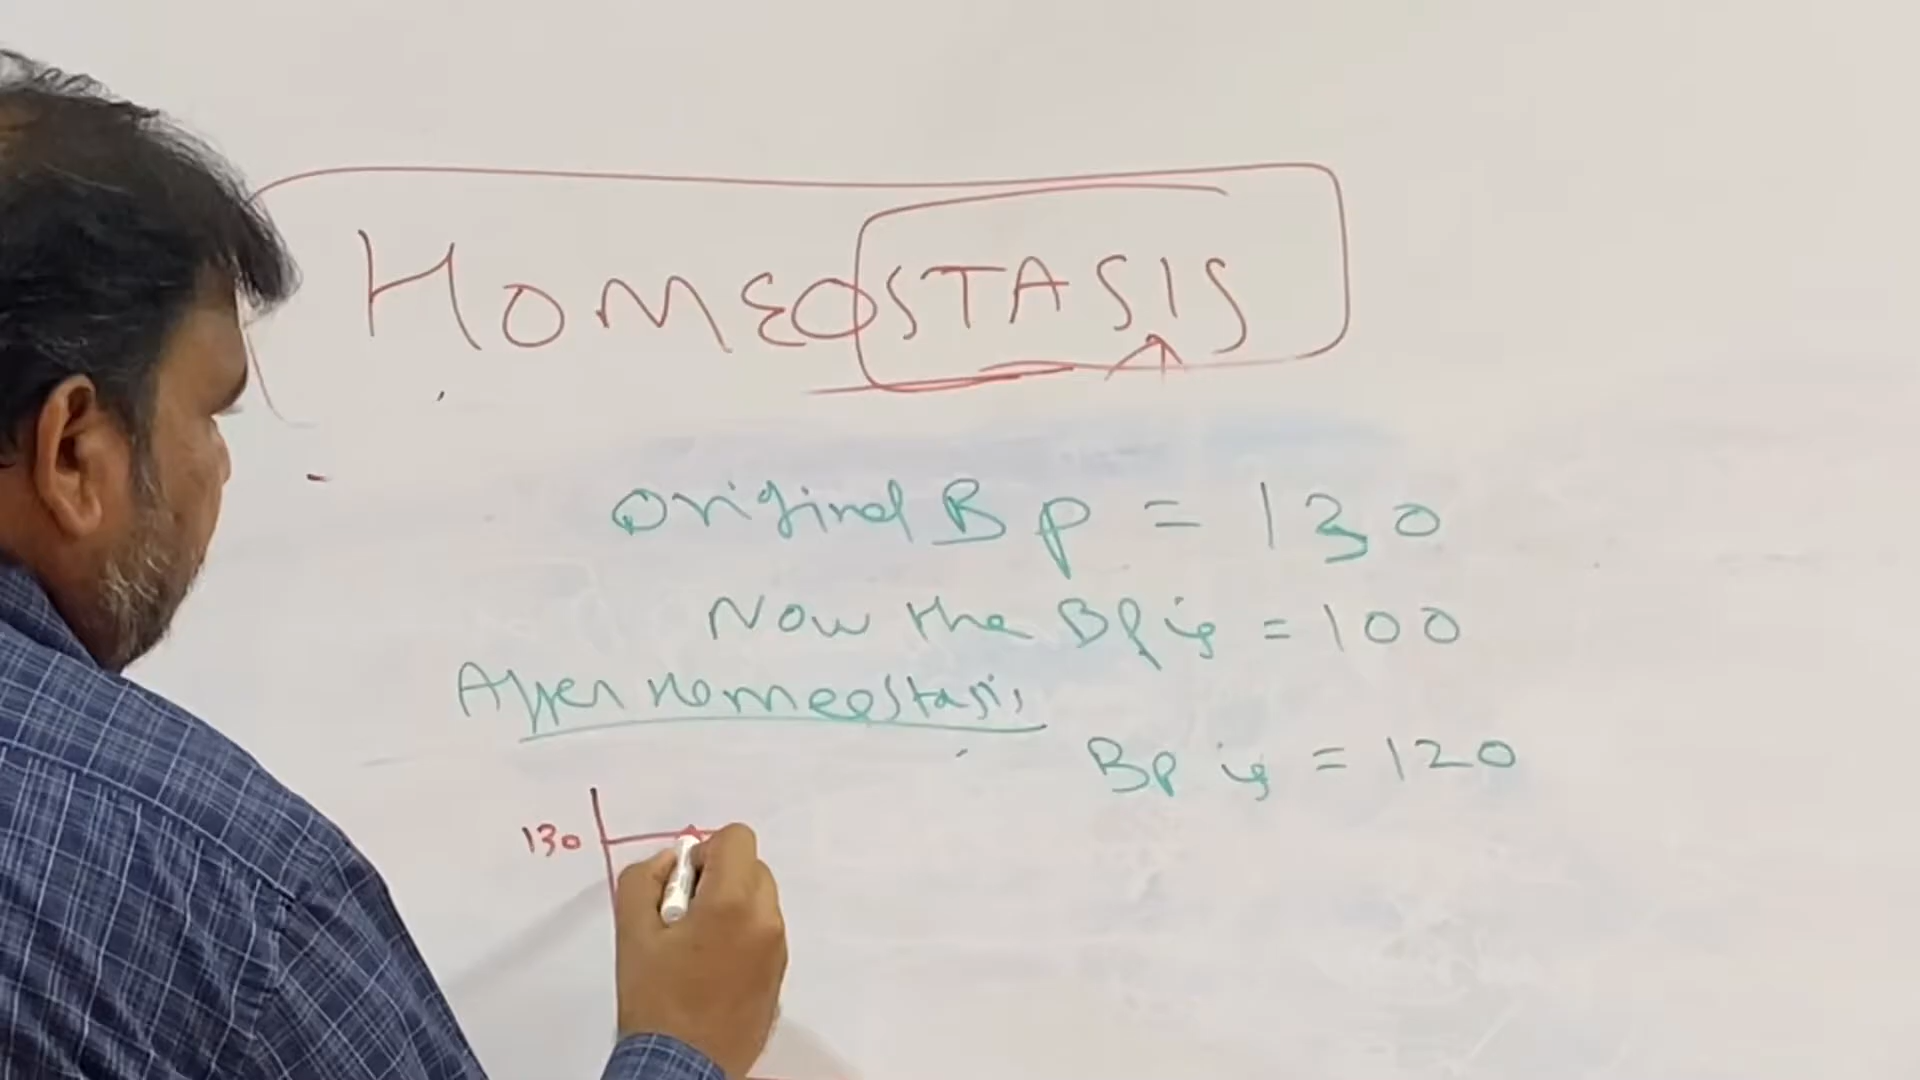 HOMEOSTASIS
Original BP = 130
Now the BP is = 100
After Homeostasis
BP is = 120
130